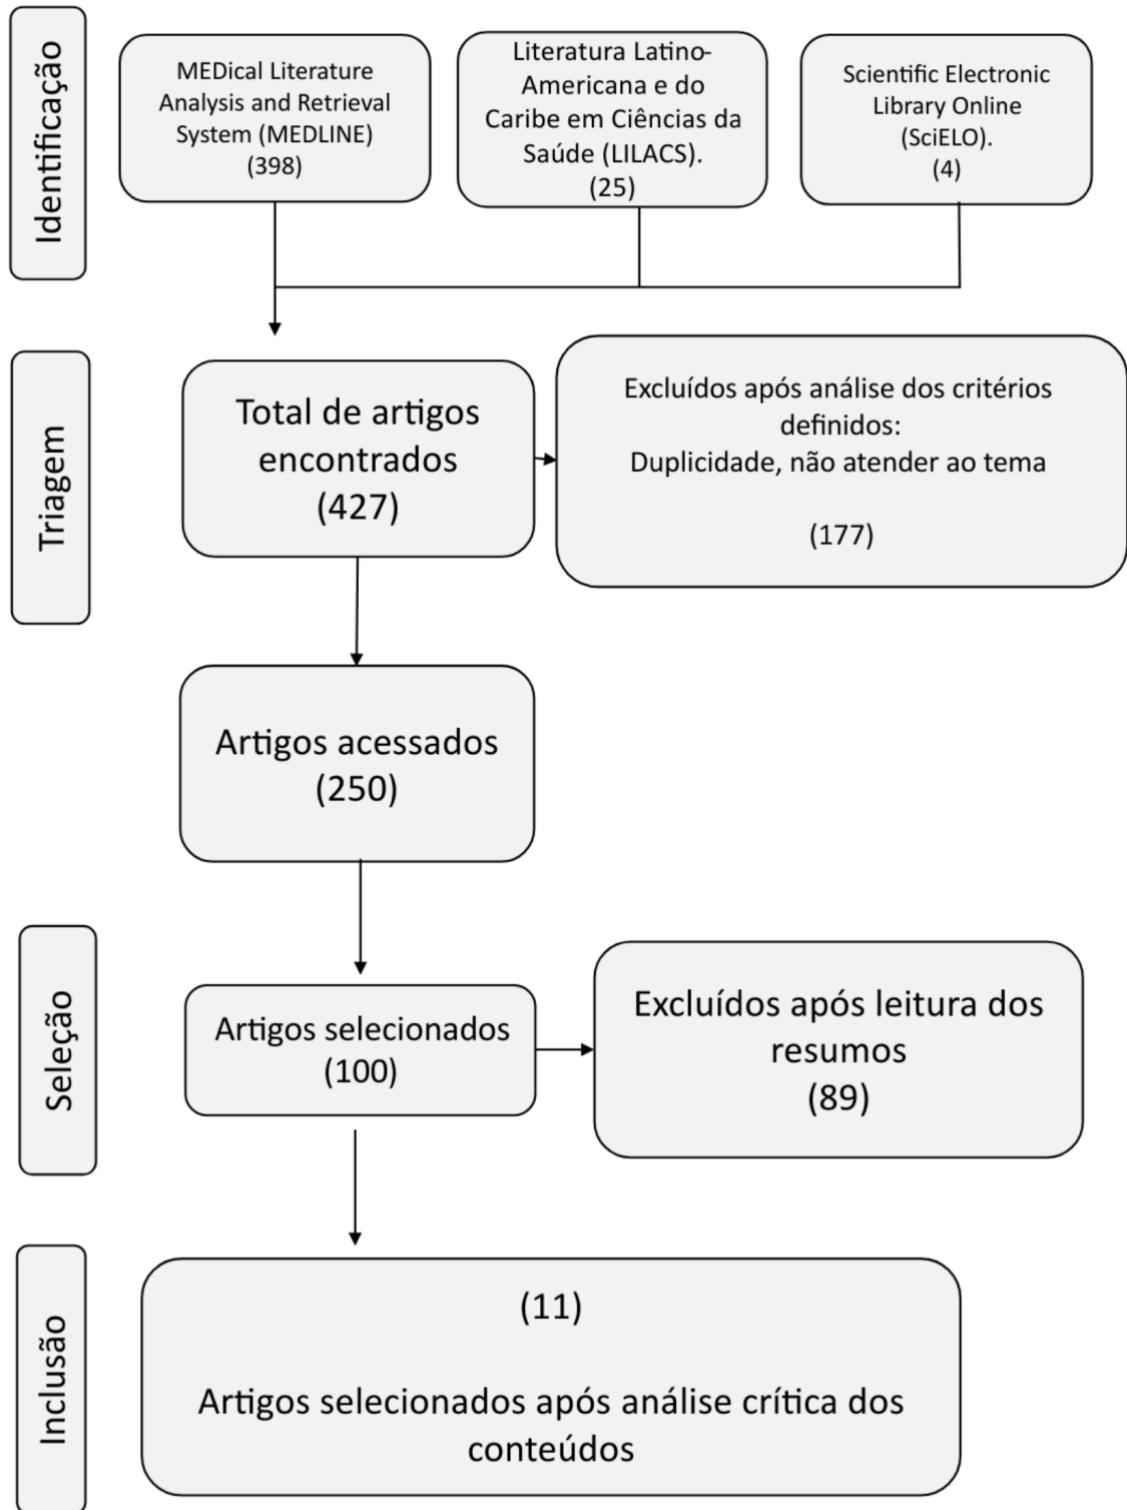 Identificação
MEDical Literature
Analysis and Retrieval
System (MEDLINE)
(398)
Literatura Latino-
Americana e do
Caribe em Ciências da
Saúde (LILACS).
(25)
Scientific Electronic
Library Online
(SciELO).
(4)
Triagem
Total de artigos
encontrados
(427)
Excluídos após análise dos critérios
definidos:
Duplicidade, não atender ao tema
(177)
Artigos acessados
(250)
Seleção
Artigos selecionados
(100)
Excluídos após leitura dos
resumos
(89)
Inclusão
(11)
Artigos selecionados após análise crítica dos
conteúdos